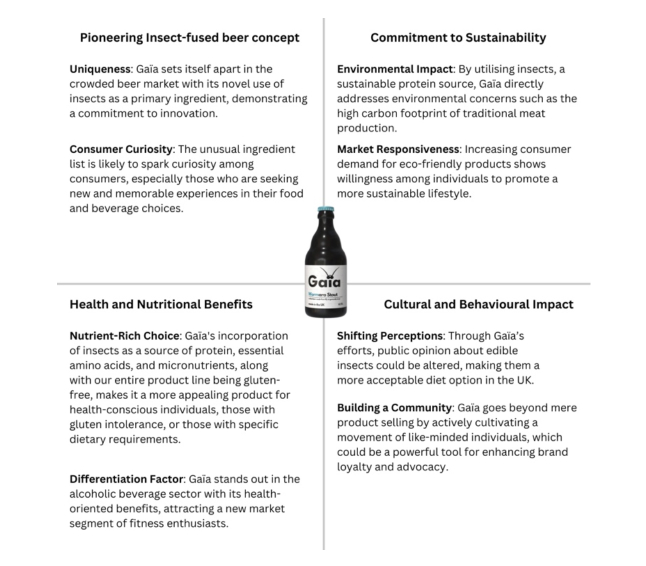 Pioneering Insect-fused beer concept
Uniqueness: Gaïa sets itself apart in the
crowded beer market with its novel use of
insects as a primary ingredient, demonstrating
a commitment to innovation.
Consumer Curiosity: The unusual ingredient
list is likely to spark curiosity among
consumers, especially those who are seeking
new and memorable experiences in their food
and beverage choices.
Commitment to Sustainability
Environmental Impact: By utilising insects, a
sustainable protein source, Gaïa directly
addresses environmental concerns such as the
high carbon footprint of traditional meat
production.
Market Responsiveness: Increasing consumer
demand for eco-friendly products shows
willingness among individuals to promote a
more sustainable lifestyle.
Gaïa
Stout
Health and Nutritional Benefits
Nutrient-Rich Choice: Gaïa's incorporation
of insects as a source of protein, essential
amino acids, and micronutrients, along
with our entire product line being gluten-
free, makes it a more appealing product for
health-conscious individuals, those with
gluten intolerance, or those with specific
dietary requirements.
Differentiation Factor: Gaïa stands out in the
alcoholic beverage sector with its health-
oriented benefits, attracting a new market
segment of fitness enthusiasts.
Cultural and Behavioural Impact
Shifting Perceptions: Through Gaïa's
efforts, public opinion about edible
insects could be altered, making them a
more acceptable diet option in the UK.
Building a Community: Gaïa goes beyond mere
product selling by actively cultivating a
movement of like-minded individuals, which
could be a powerful tool for enhancing brand
loyalty and advocacy.